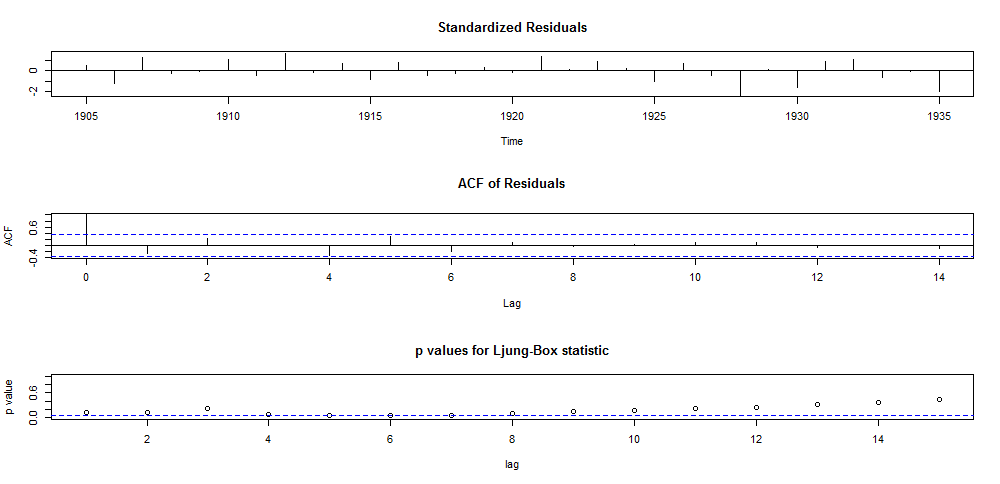 Standardized Residuals
0
-2
1905 1910 1915 1920 1925 1930 1935
Time
ACF of Residuals
ACF
0.6
-0.4
0 2 4 6 8 10 12 14
Lag
p values for Ljung-Box statistic
p value
0.6
0.0
2 4 6 8 10 12 14
lag